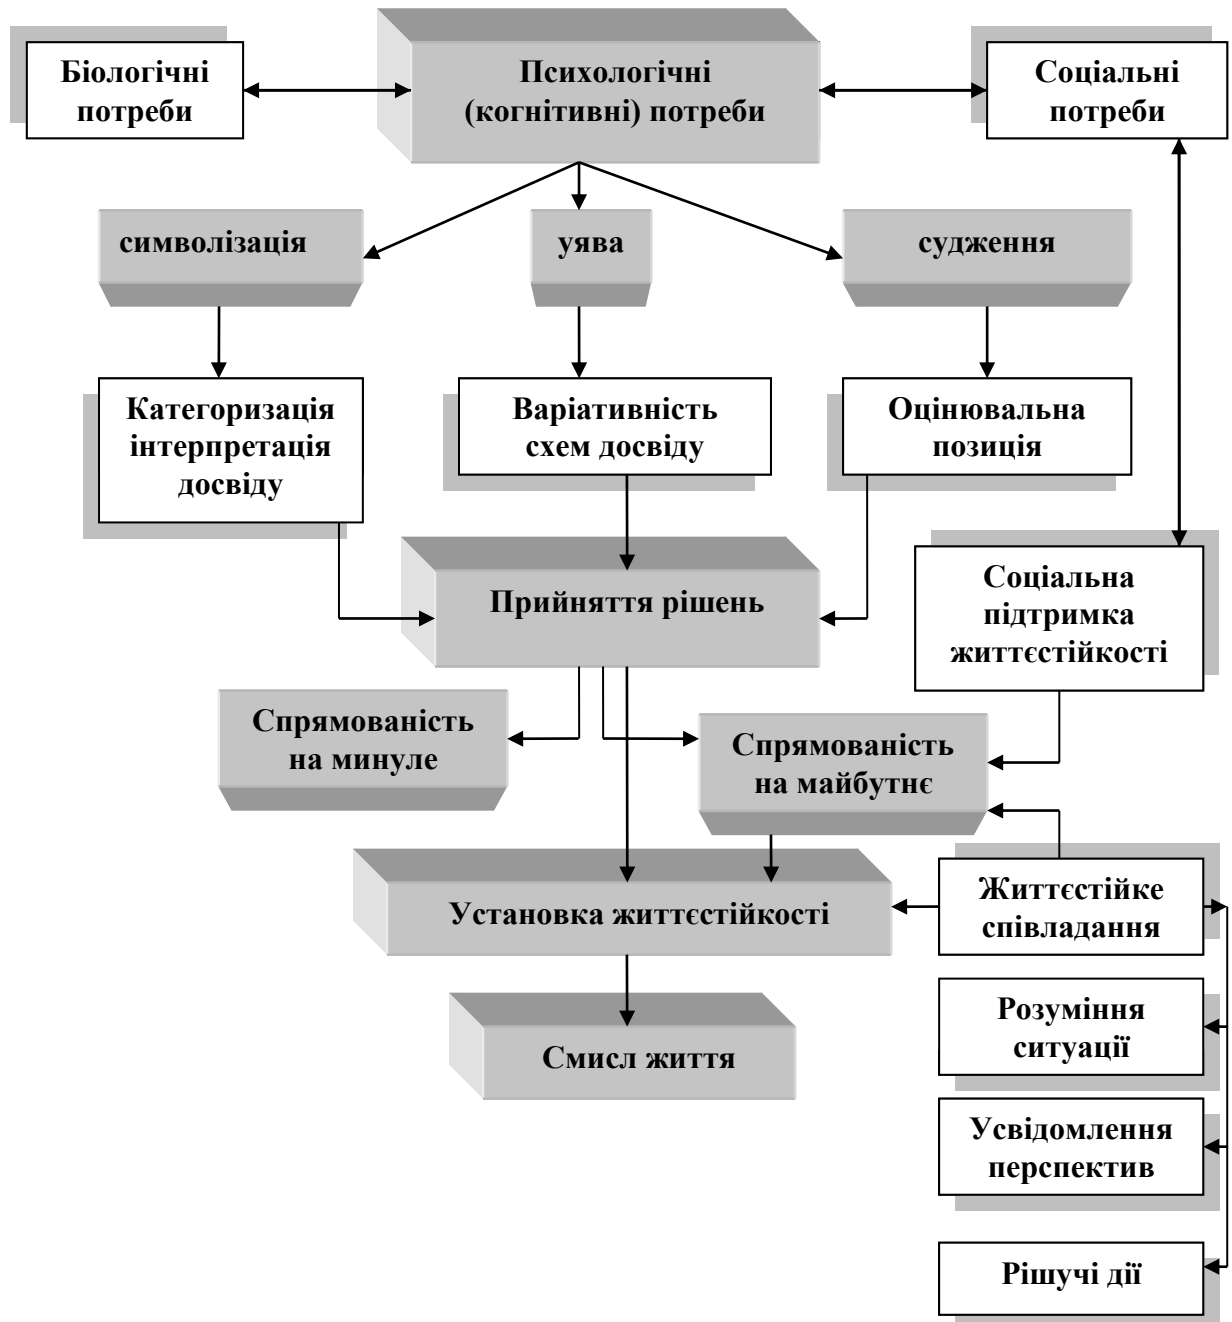 Біологічні
потреби
Психологічні
(когнітивні) потреби
Соціальні
потреби
символізація
уява
судження
Категоризація
інтерпретація
досвіду
Варіативність
схем досвіду
Оцінювальна
позиція
Прийняття рішень
Соціальна
підтримка
життєстійкості
Спрямованість
на минуле
Спрямованість
на майбутнє
Установка життєстійкості
Життєстійке
співладання
Смисл життя
Розуміння
ситуації
Усвідомлення
перспектив
Рішучі дії